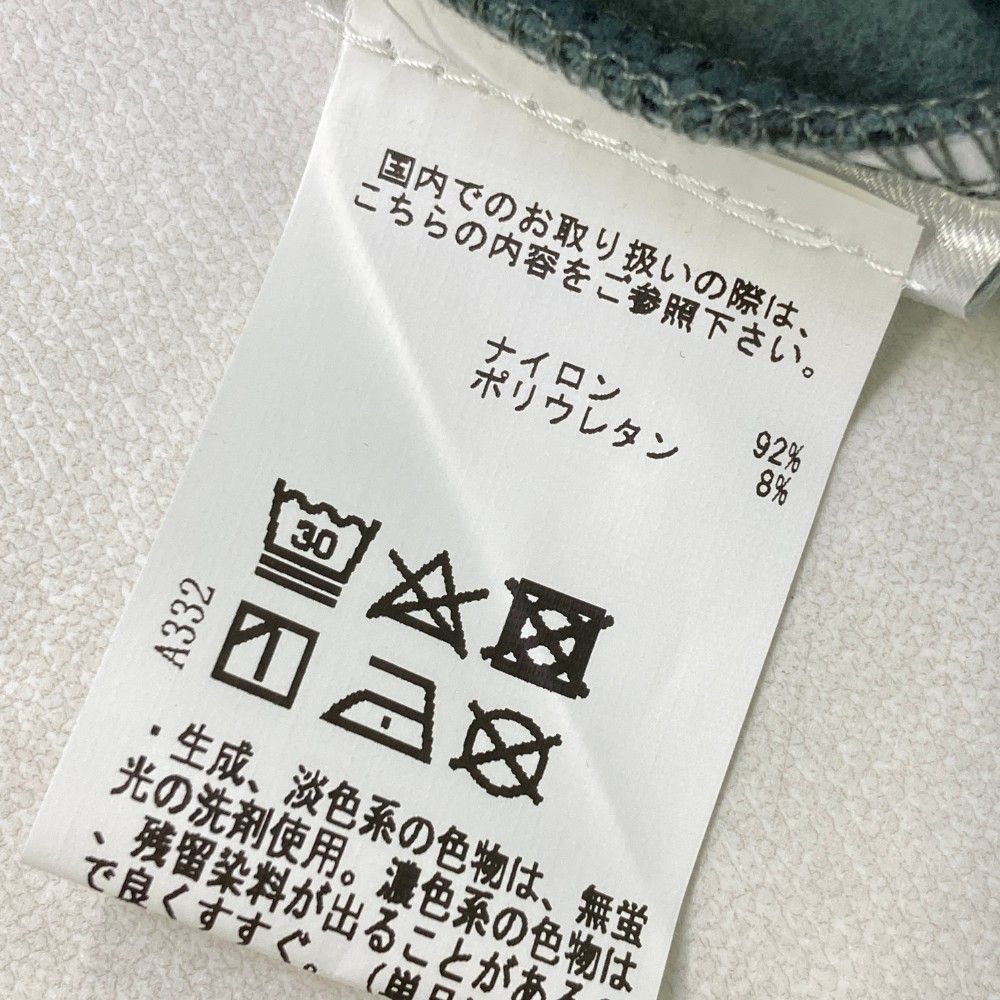 国内でのお取り扱いの際は、
こちらの内容をご参照下さい。
ナイロン 92%
ポリウレタン 8%
30
A332
・生成、淡色系の色物は、無蛍
光の洗剤使用。濃色系の色物は
、残留染料が出ることがある
で良くすすぐ。(単